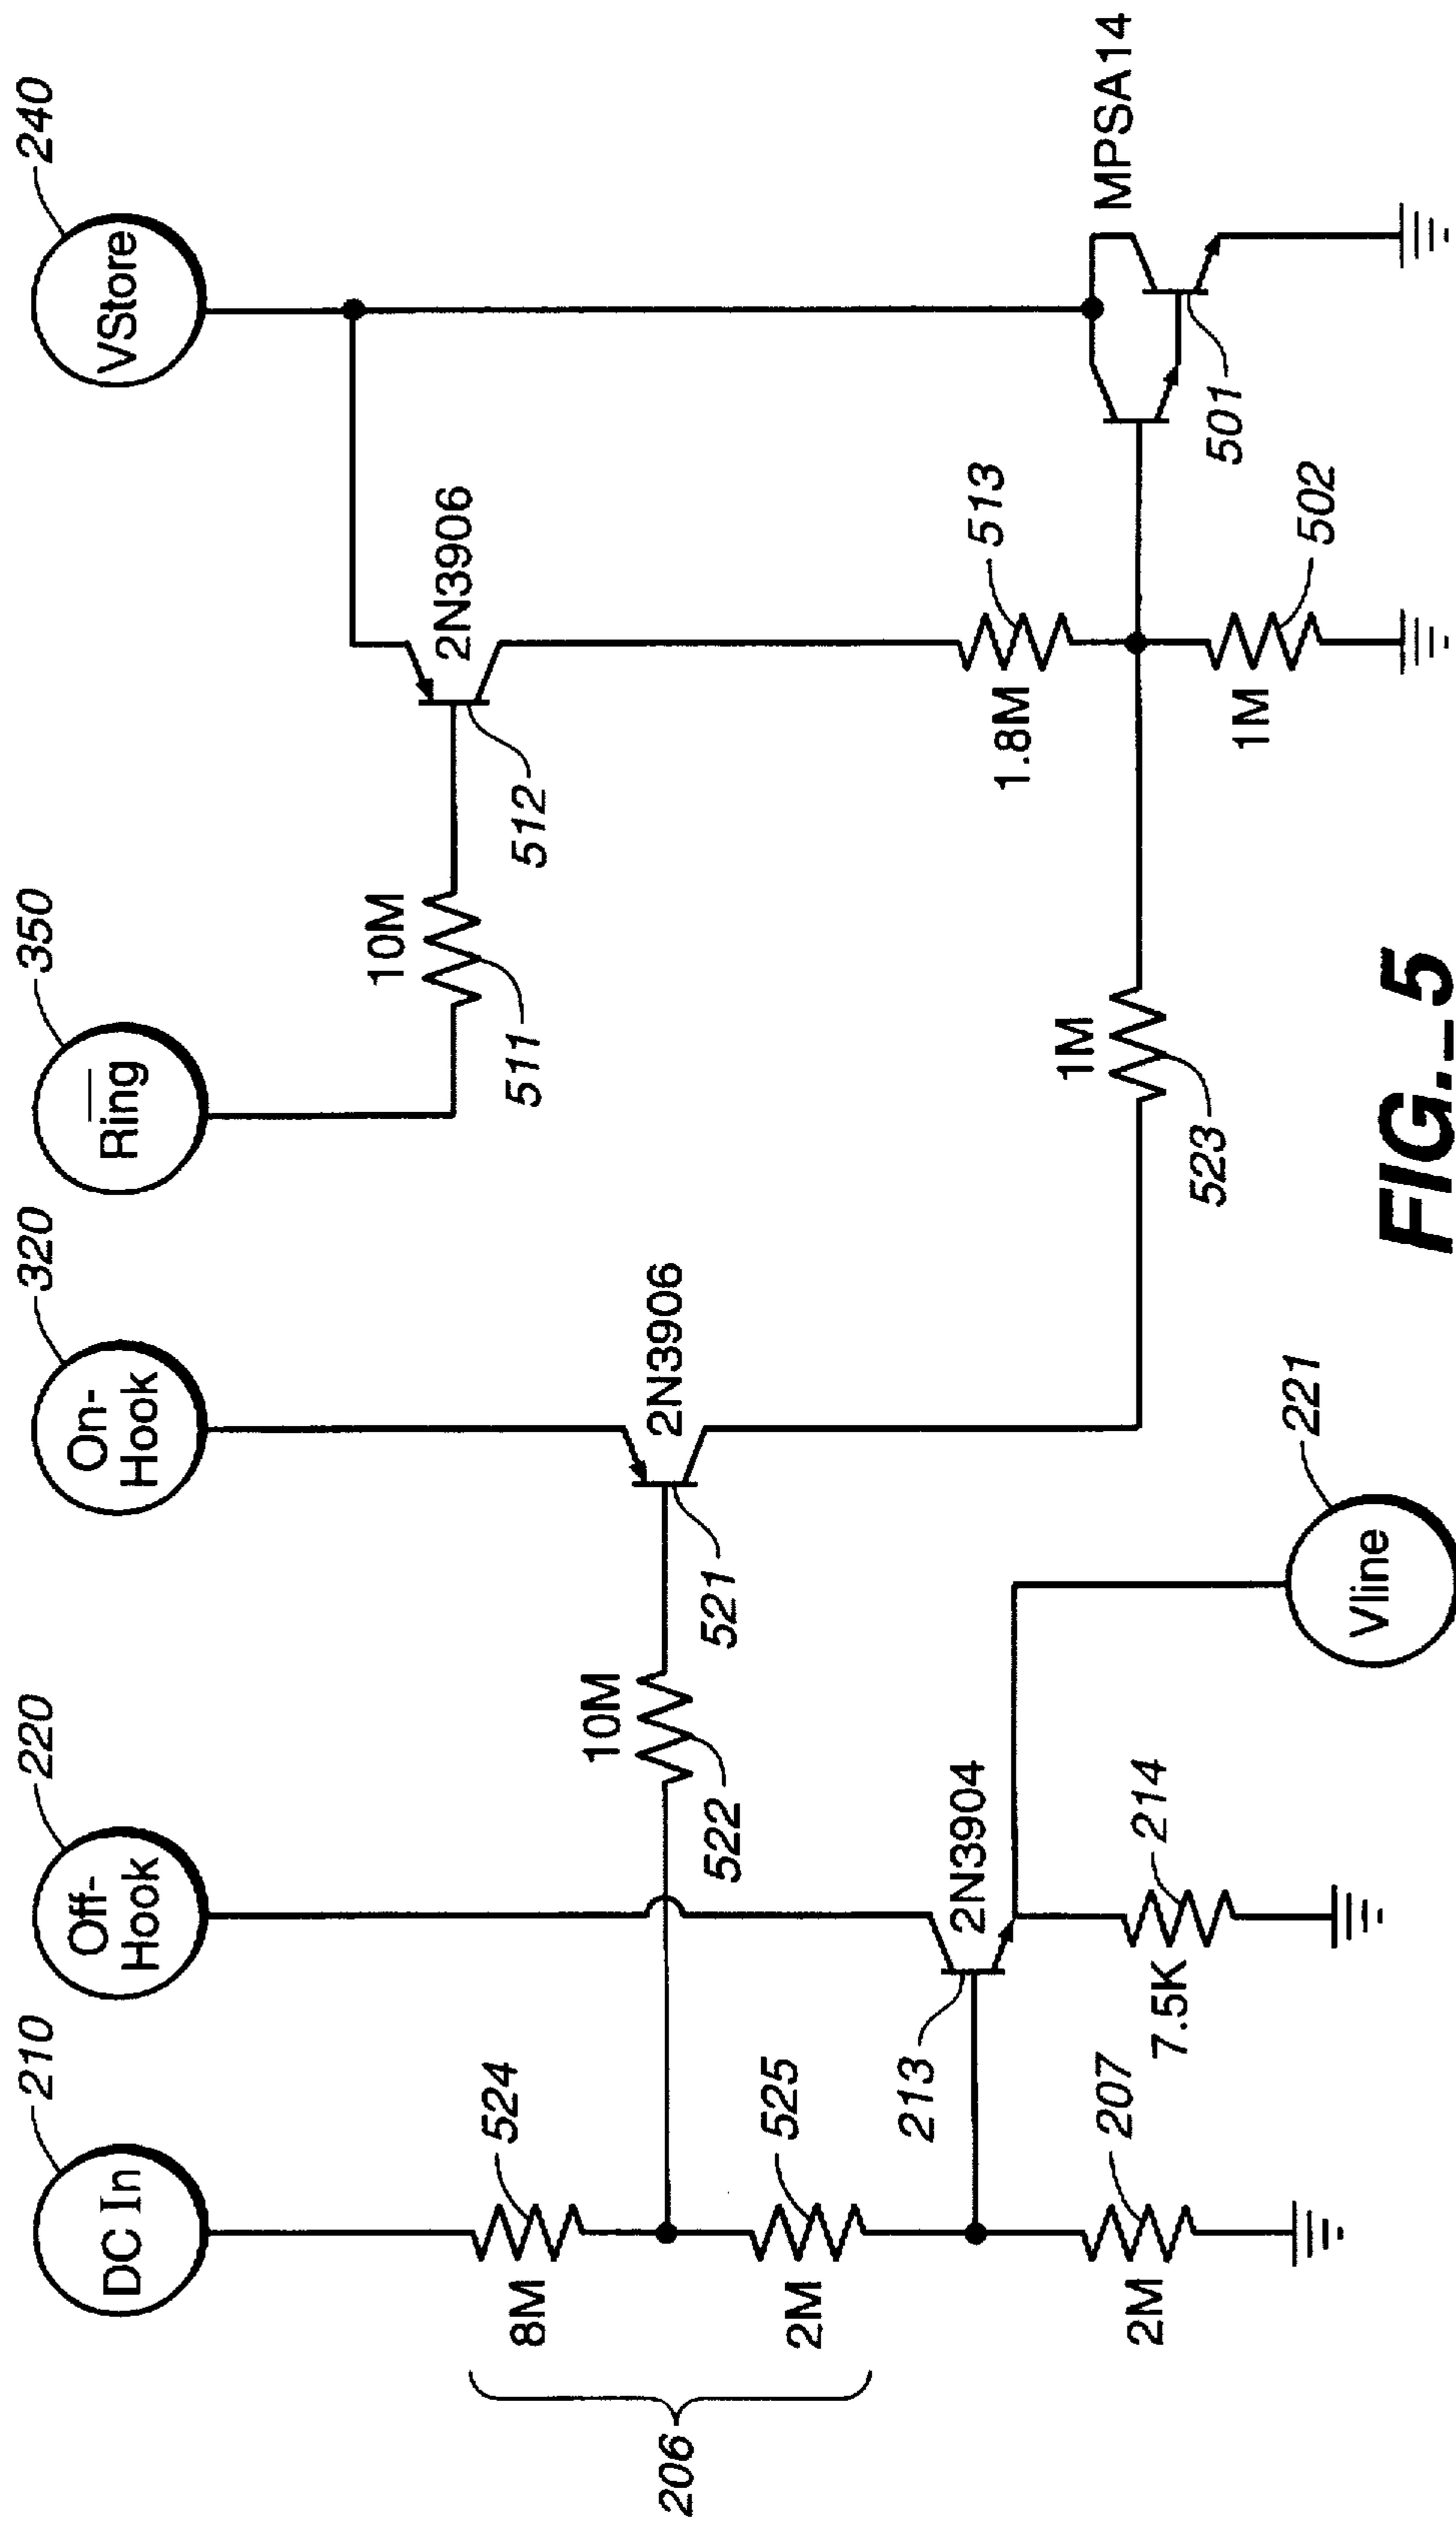 210
220
320
350
240
DC In
Off-
Hook
On-
Hook
Ring
VStore
524
8M
206
525
2M
10M
522
521
2N3906
10M
511
512
2N3906
213
2N3904
207
2M
214
7.5K
221
Vline
1M
523
513
1.8M
502
1M
501
MPSA14
FIG._5